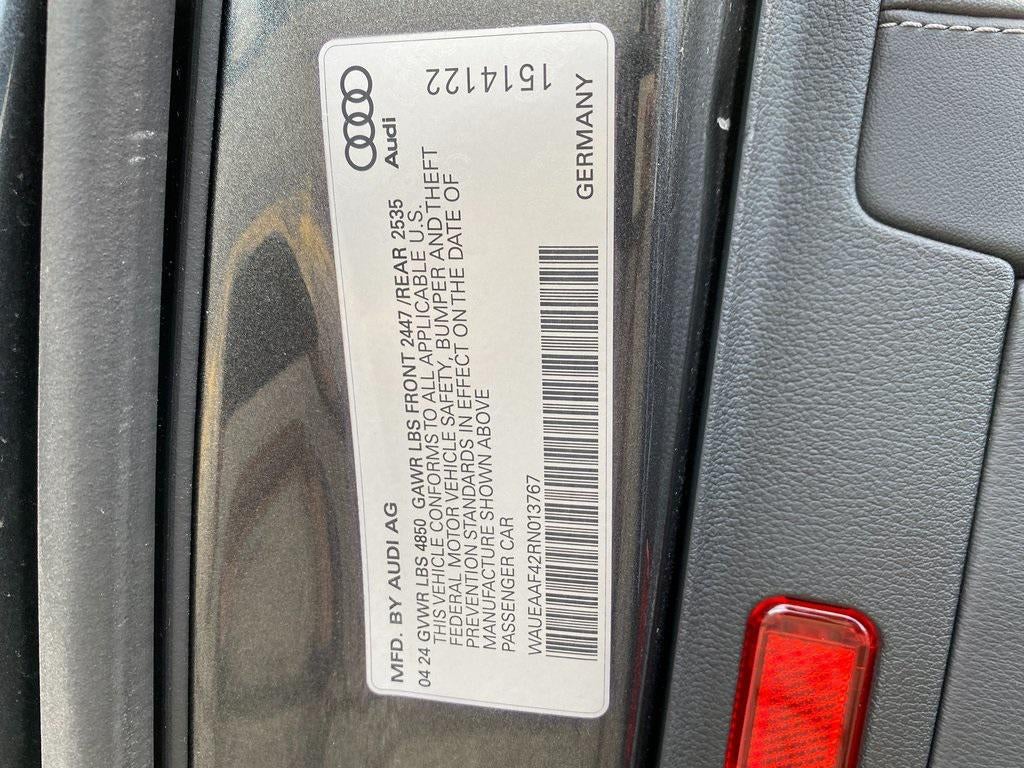 MFD. BY AUDI AG
04 24 GVWR LBS 4850 GAWR LBS FRONT 2447 /REAR 2535
THIS VEHICLE CONFORMS TO ALL APPLICABLE U.S.
FEDERAL MOTOR VEHICLE SAFETY, BUMPER AND THEFT
PREVENTION STANDARDS IN EFFECT ON THE DATE OF
MANUFACTURE SHOWN ABOVE
PASSENGER CAR
WAUEAAF42RN013767
Audi
1514122
GERMANY